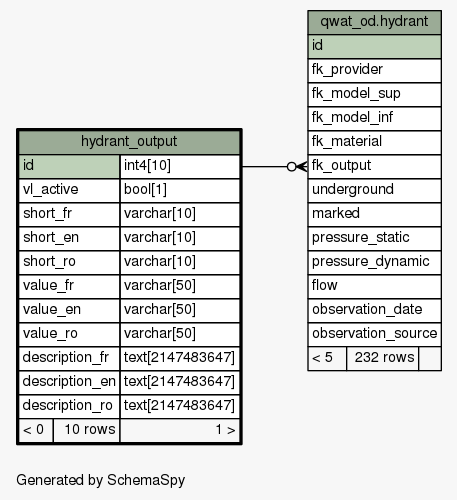 qwat_od.hydrant
id
fk_provider
fk_model_sup
fk_model_inf
fk_material
fk_output
underground
marked
pressure_static
pressure_dynamic
flow
observation_date
observation_source
< 5 232 rows
hydrant_output
id int4[10]
vl_active bool[1]
short_fr varchar[10]
short_en varchar[10]
short_ro varchar[10]
value_fr varchar[50]
value_en varchar[50]
value_ro varchar[50]
description_fr text[2147483647]
description_en text[2147483647]
description_ro text[2147483647]
< 0 10 rows 1 >
Generated by SchemaSpy